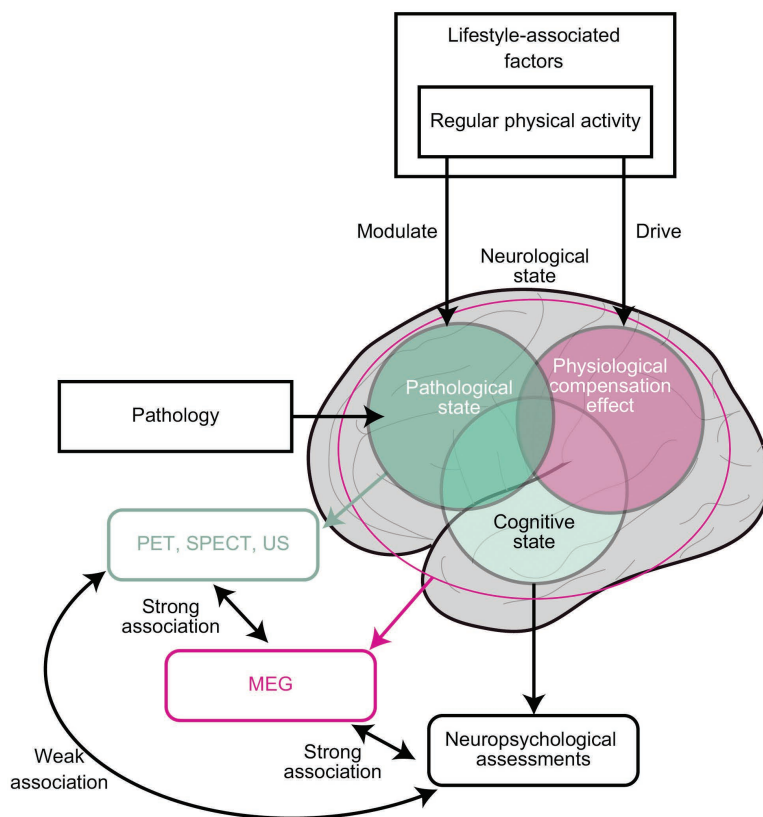 Lifestyle-associated
factors
Regular physical activity
Modulate
Drive
Neurological
state
Pathological
state
Physiological
compensation
effect
Pathology
Cognitive
state
PET, SPECT, US
Strong
association
MEG
Strong
association
Neuropsychological
assessments
Weak
association